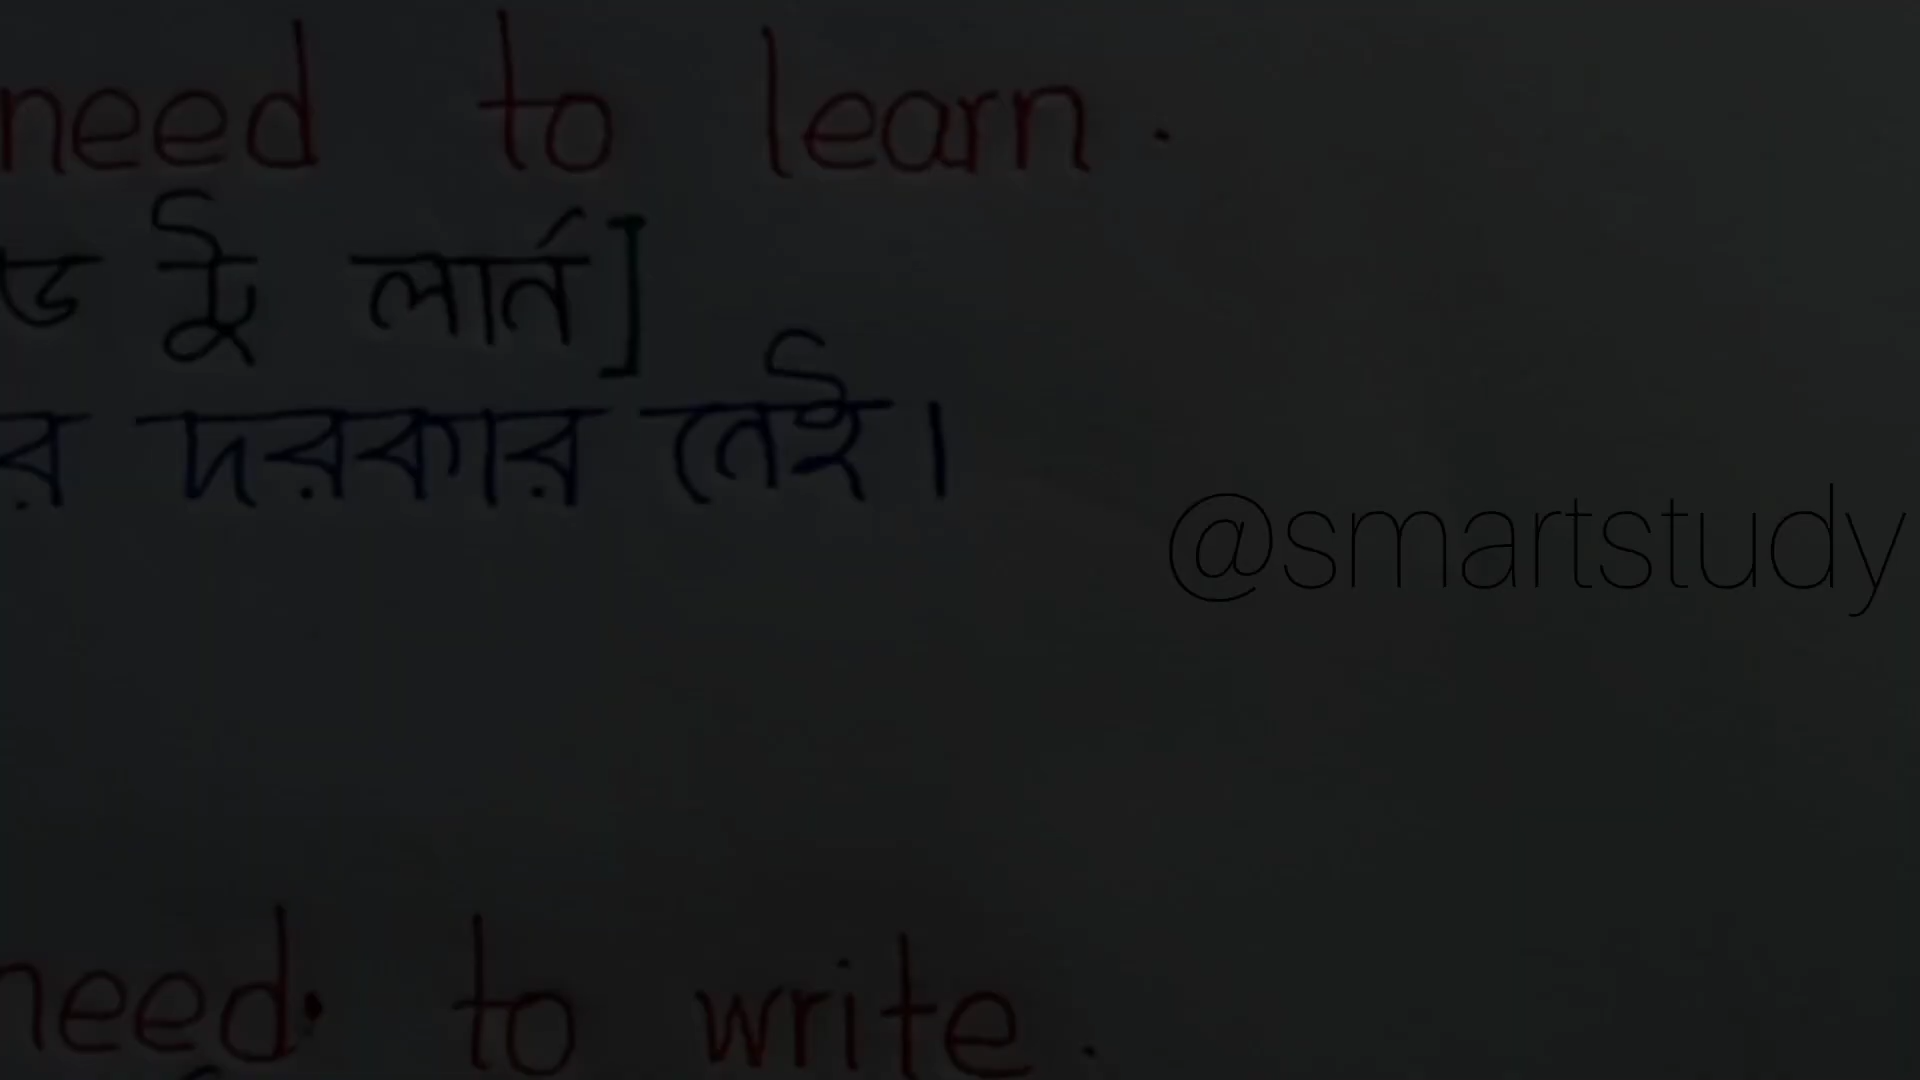 need to learn.
ড টু লার্ন]
র দরকার নেই।
@smartstudy
need to write.